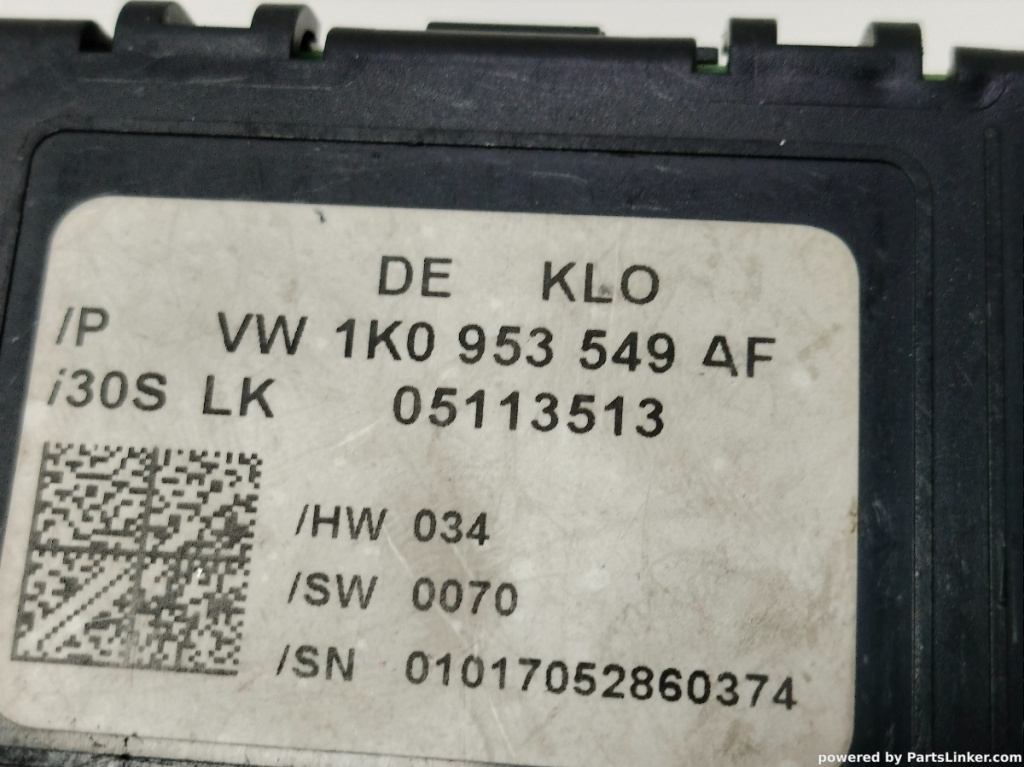 DE KLO
/P VW 1K0 953 549 AF
i30S LK 05113513
/HW 034
/SW 0070
/SN 01017052860374
powered by PartsLinker.com